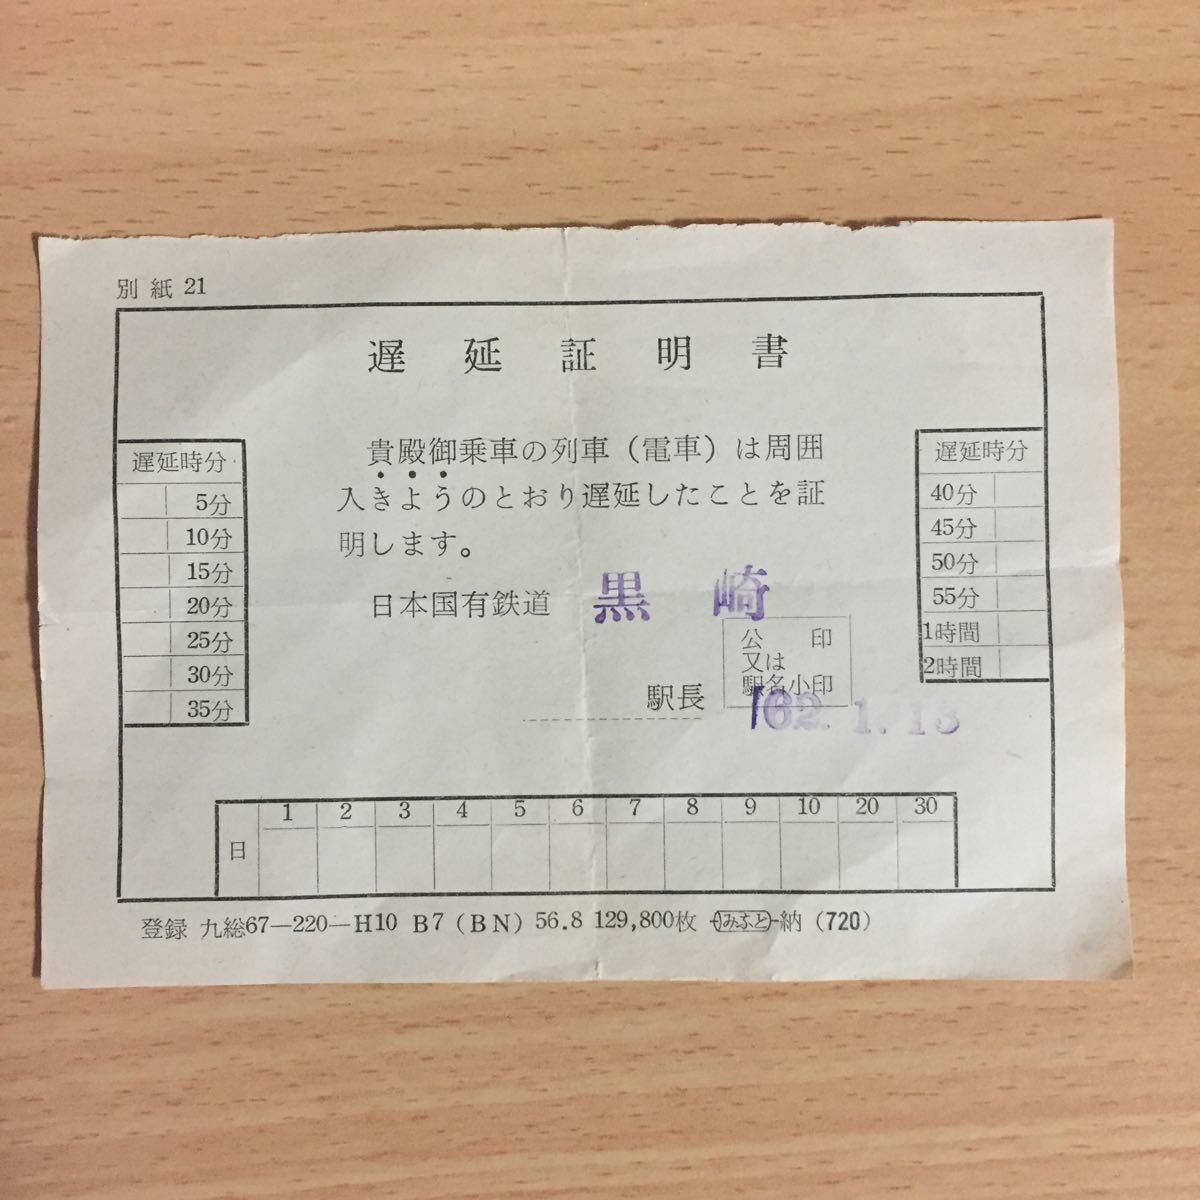 別紙 21
遅延証明書
遅延時分
5分
10分
15分
20分
25分
30分
35分
貴殿御乗車の列車（電車）は周囲
入きようのとおり遅延したことを証
明します。
日本国有鉄道 黒崎
駅長
公印
又は
駅名小印
62.1.13
遅延時分
40分
45分
50分
55分
1時間
2時間
日 1 2 3 4 5 6 7 8 9 10 20 30
登録 九総67－220－H10 B7 (BN) 56.8 129,800枚 納 (720)